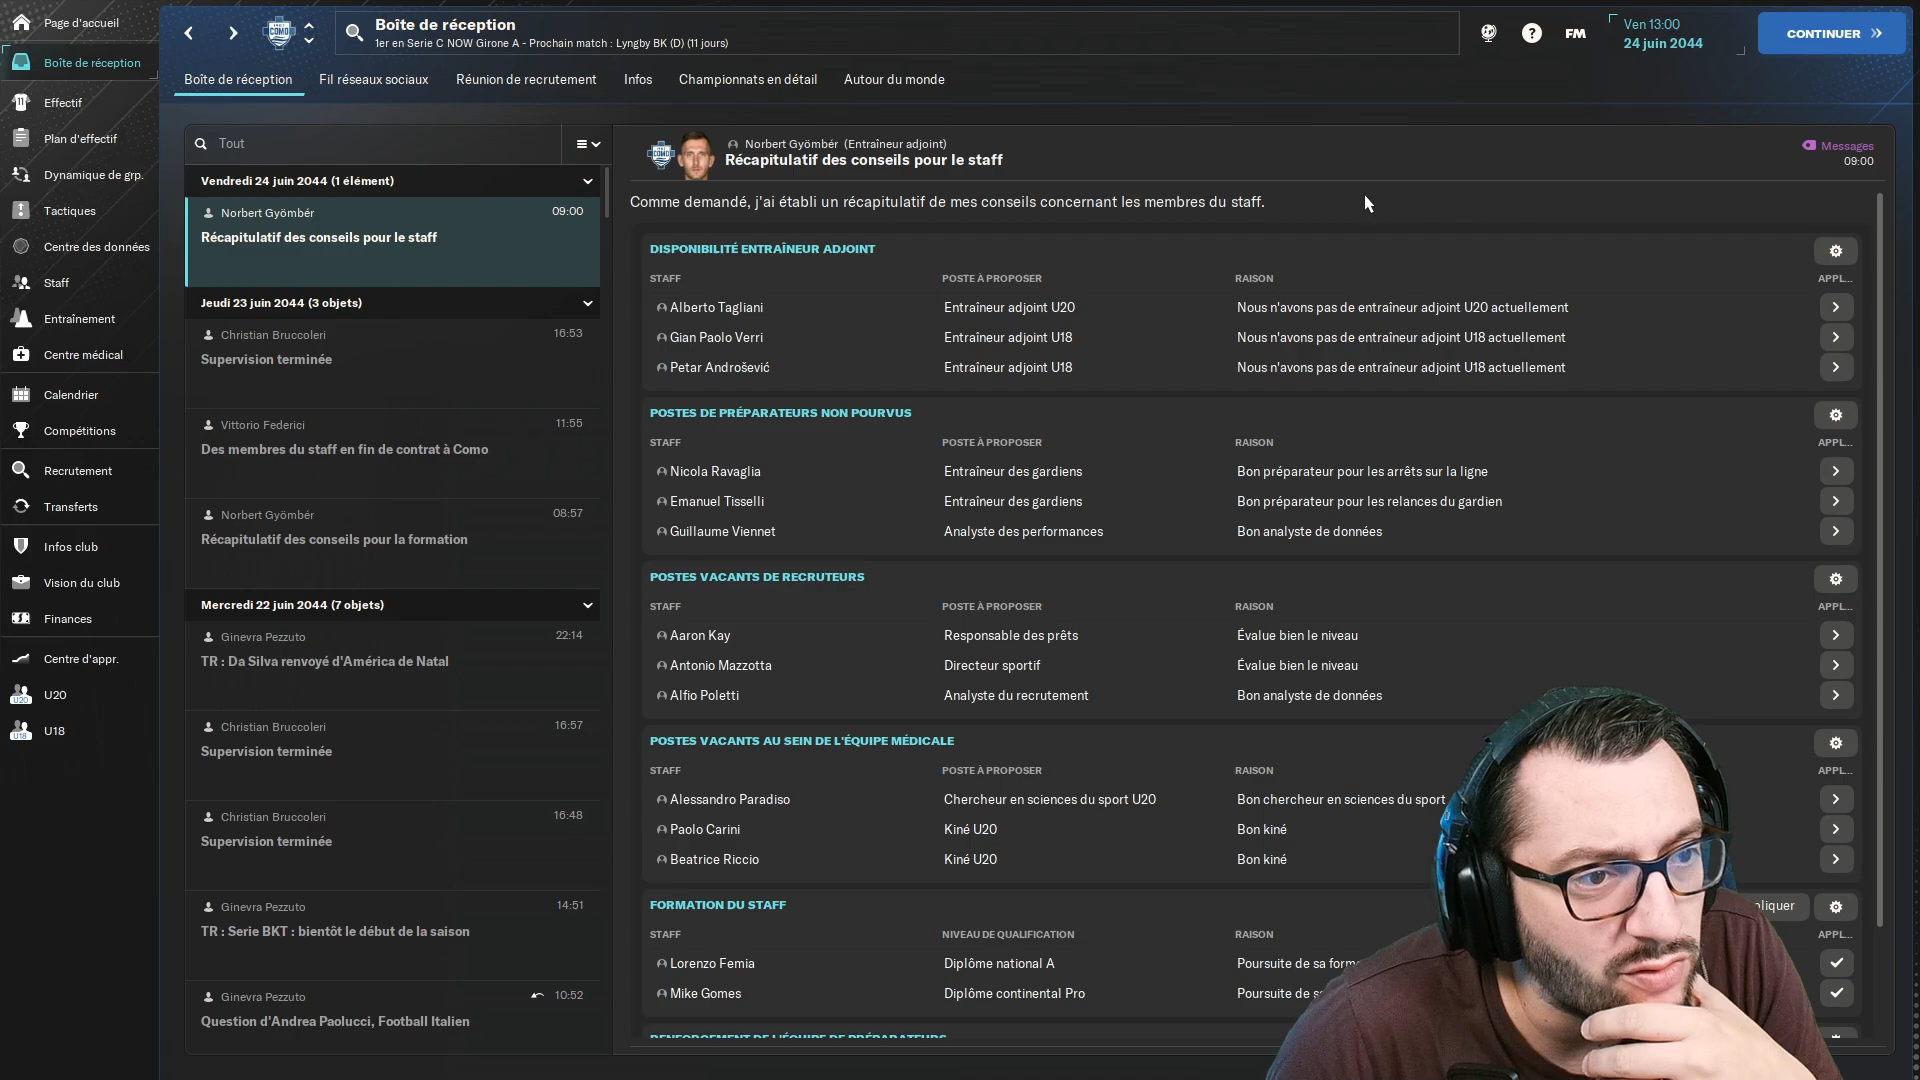 Page d'accueil
Boîte de réception
Effectif
Plan d'effectif
Dynamique de grp.
Tactiques
Centre des données
Staff
Entraînement
Centre médical
Calendrier
Compétitions
Recrutement
Transferts
Infos club
Vision du club
Finances
Centre d'appr.
U20
U18
COMO
Boîte de réception
1er en Serie C NOW Girone A - Prochain match : Lyngby BK (D) (11 jours)
FM
Ven 13:00
24 juin 2044
CONTINUER
Boîte de réception
Fil réseaux sociaux
Réunion de recrutement
Infos
Championnats en détail
Autour du monde
Tout
Vendredi 24 juin 2044 (1 élément)
Norbert Gyömbér 09:00
Récapitulatif des conseils pour le staff
Jeudi 23 juin 2044 (3 objets)
Christian Bruccoleri 16:53
Supervision terminée
Vittorio Federici 11:55
Des membres du staff en fin de contrat à Como
Norbert Gyömbér 08:57
Récapitulatif des conseils pour la formation
Mercredi 22 juin 2044 (7 objets)
Ginevra Pezzuto 22:14
TR : Da Silva renvoyé d'América de Natal
Christian Bruccoleri 16:57
Supervision terminée
Christian Bruccoleri 16:48
Supervision terminée
Ginevra Pezzuto 14:51
TR : Serie BKT : bientôt le début de la saison
Ginevra Pezzuto 10:52
Question d'Andrea Paolucci, Football Italien
Norbert Gyömbér (Entraîneur adjoint)
Récapitulatif des conseils pour le staff
Messages
09:00
Comme demandé, j'ai établi un récapitulatif de mes conseils concernant les membres du staff.
DISPONIBILITÉ ENTRAÎNEUR ADJOINT
STAFF POSTE À PROPOSER RAISON APPL...
Alberto Tagliani Entraîneur adjoint U20 Nous n'avons pas de entraîneur adjoint U20 actuellement
Gian Paolo Verri Entraîneur adjoint U18 Nous n'avons pas de entraîneur adjoint U18 actuellement
Petar Androšević Entraîneur adjoint U18 Nous n'avons pas de entraîneur adjoint U18 actuellement
POSTES DE PRÉPARATEURS NON POURVUS
STAFF POSTE À PROPOSER RAISON APPL...
Nicola Ravaglia Entraîneur des gardiens Bon préparateur pour les arrêts sur la ligne
Emanuel Tisselli Entraîneur des gardiens Bon préparateur pour les relances du gardien
Guillaume Viennet Analyste des performances Bon analyste de données
POSTES VACANTS DE RECRUTEURS
STAFF POSTE À PROPOSER RAISON APPL...
Aaron Kay Responsable des prêts Évalue bien le niveau
Antonio Mazzotta Directeur sportif Évalue bien le niveau
Alfio Poletti Analyste du recrutement Bon analyste de données
POSTES VACANTS AU SEIN DE L'ÉQUIPE MÉDICALE
STAFF POSTE À PROPOSER RAISON APPL...
Alessandro Paradiso Chercheur en sciences du sport U20 Bon chercheur en sciences du sport
Paolo Carini Kiné U20 Bon kiné
Beatrice Riccio Kiné U20 Bon kiné
FORMATION DU STAFF
STAFF NIVEAU DE QUALIFICATION RAISON APPL...
Lorenzo Femia Diplôme national A Poursuite de sa
Mike Gomes Diplôme continental Pro Poursuite de